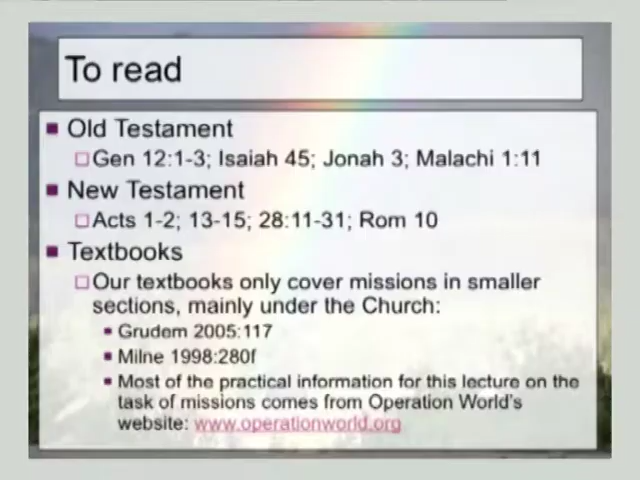 To read
Old Testament
Gen 12:1-3; Isaiah 45; Jonah 3; Malachi 1:11
New Testament
Acts 1-2; 13-15; 28:11-31; Rom 10
Textbooks
Our textbooks only cover missions in smaller
sections, mainly under the Church:
Grudem 2005:117
Milne 1998:280f
Most of the practical information for this lecture on the
task of missions comes from Operation World's
website: www.operationworld.org